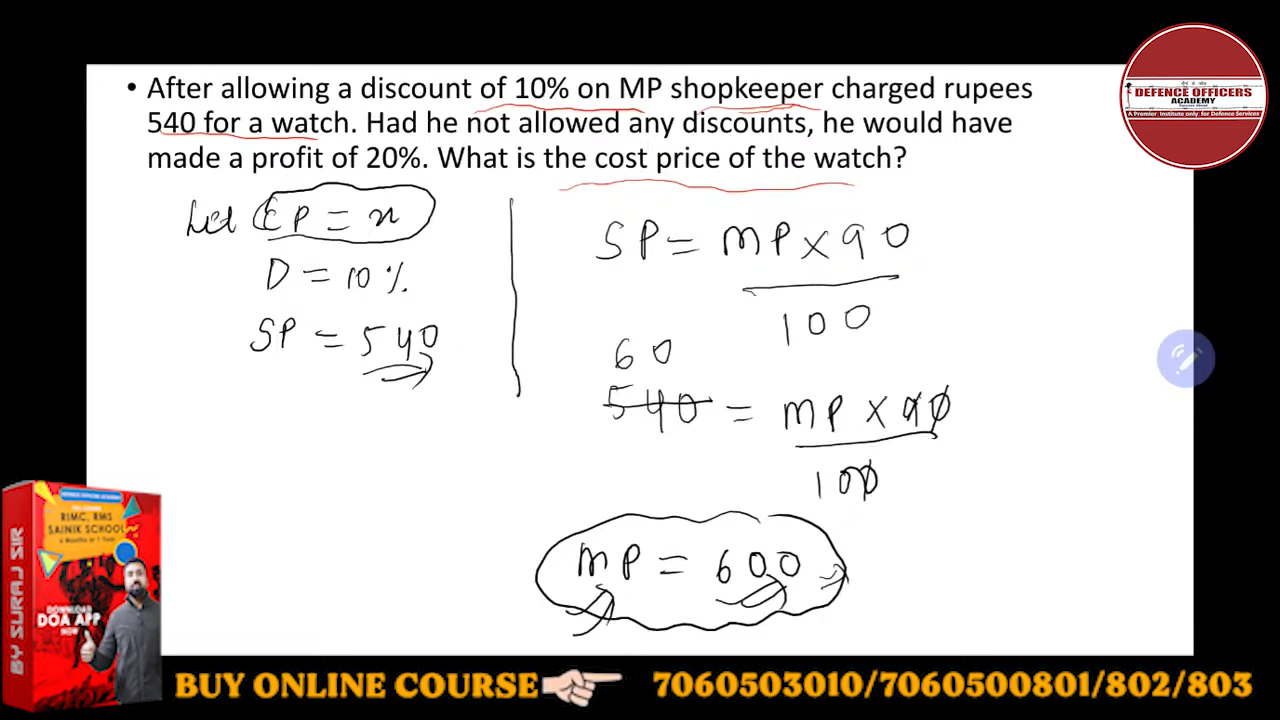 • After allowing a discount of 10% on MP shopkeeper charged rupees
540 for a watch. Had he not allowed any discounts, he would have
made a profit of 20%. What is the cost price of the watch?
DEFENCE OFFICERS
ACADEMY
A Premier Institute only for Defence Services
Let CP = x
D = 10%
SP = 540
SP = MP x 90
100
60
540 = MP x 90
100
MP = 600
RIMC, RMS
SAINIK SCHOOL
DOWNLOAD
DOA APP
NOW
BY SURAJ SIR
BUY ONLINE COURSE
7060503010/7060500801/802/803